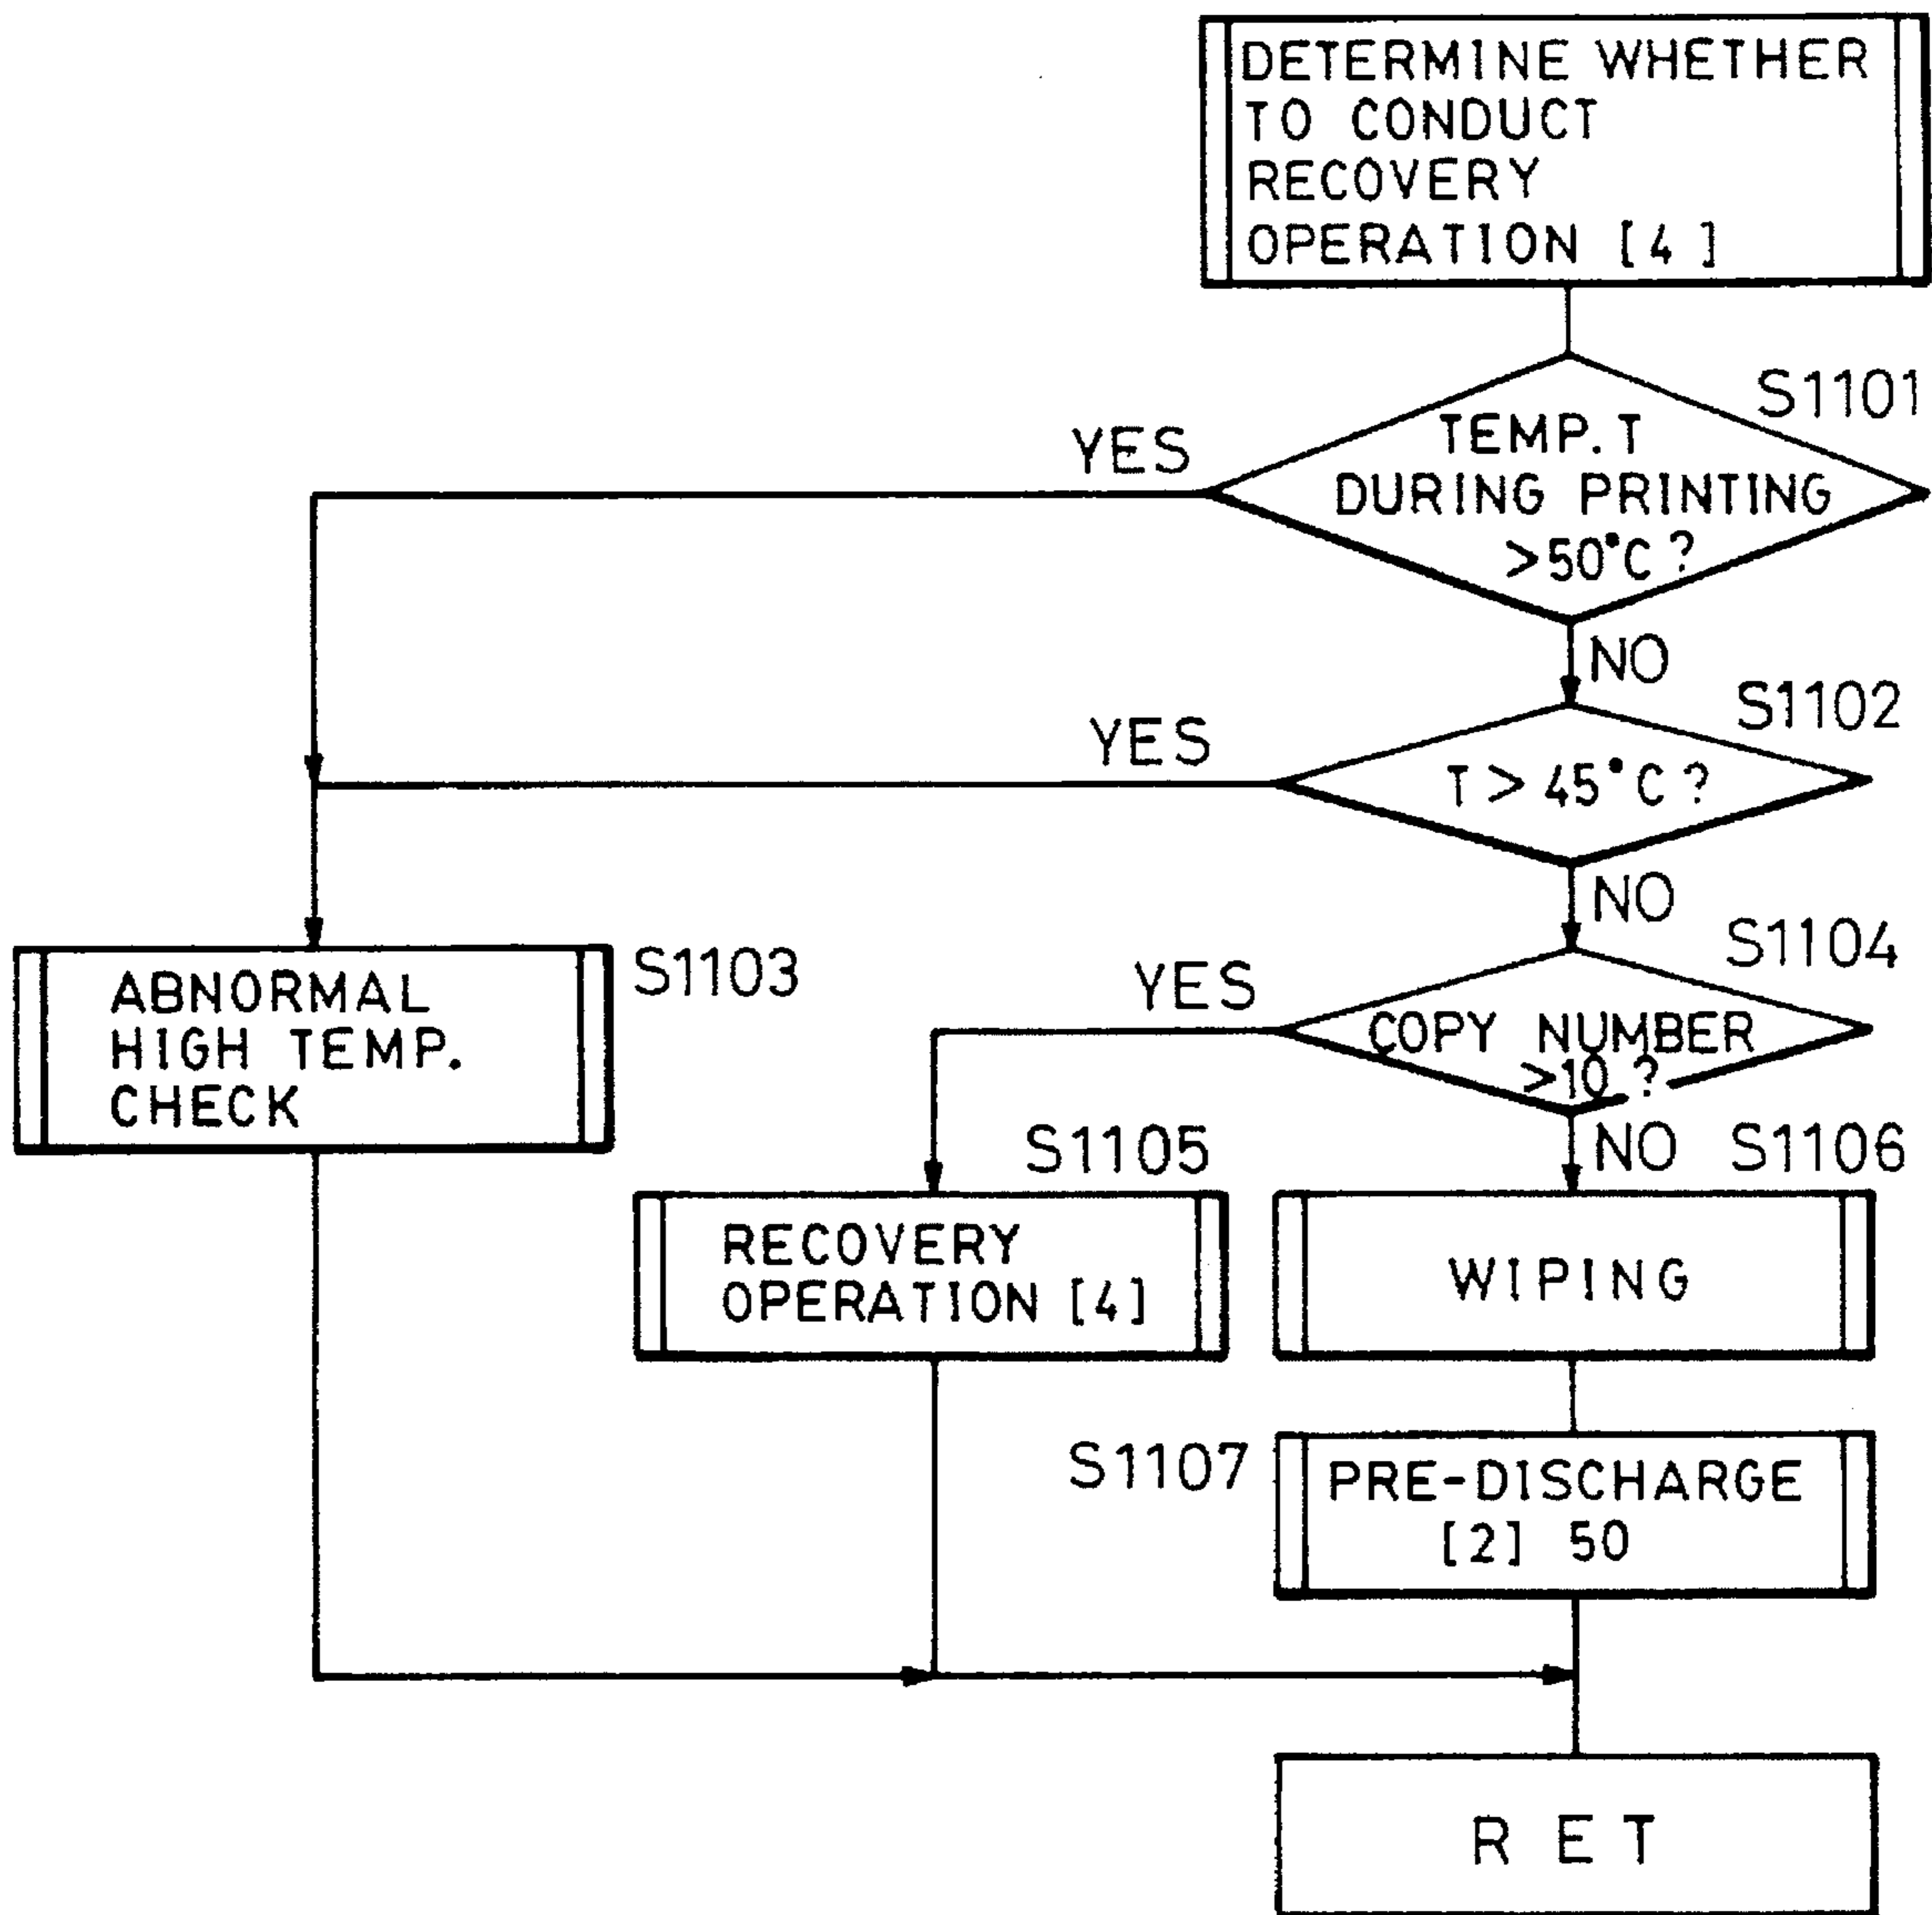 DETERMINE WHETHER
TO CONDUCT
RECOVERY
OPERATION [4]
S1101
YES
TEMP. T
DURING PRINTING
>50°C ?
NO
S1102
YES
T > 45°C ?
NO
S1104
YES
COPY NUMBER
>10 ?
ABNORMAL
HIGH TEMP.
CHECK
S1103
S1105
NO
S1106
RECOVERY
OPERATION [4]
WIPING
S1107
PRE-DISCHARGE
[2] 50
RET